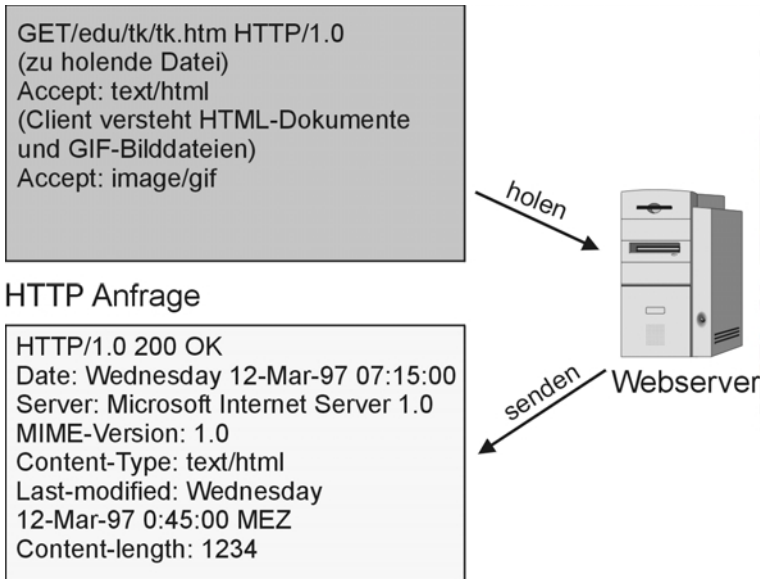 GET/edu/tk/tk.htm HTTP/1.0
(zu holende Datei)
Accept: text/html
(Client versteht HTML-Dokumente
und GIF-Bilddateien)
Accept: image/gif
holen
HTTP Anfrage
HTTP/1.0 200 OK
Date: Wednesday 12-Mar-97 07:15:00
Server: Microsoft Internet Server 1.0
MIME-Version: 1.0
Content-Type: text/html
Last-modified: Wednesday
12-Mar-97 0:45:00 MEZ
Content-length: 1234
senden
Webserver